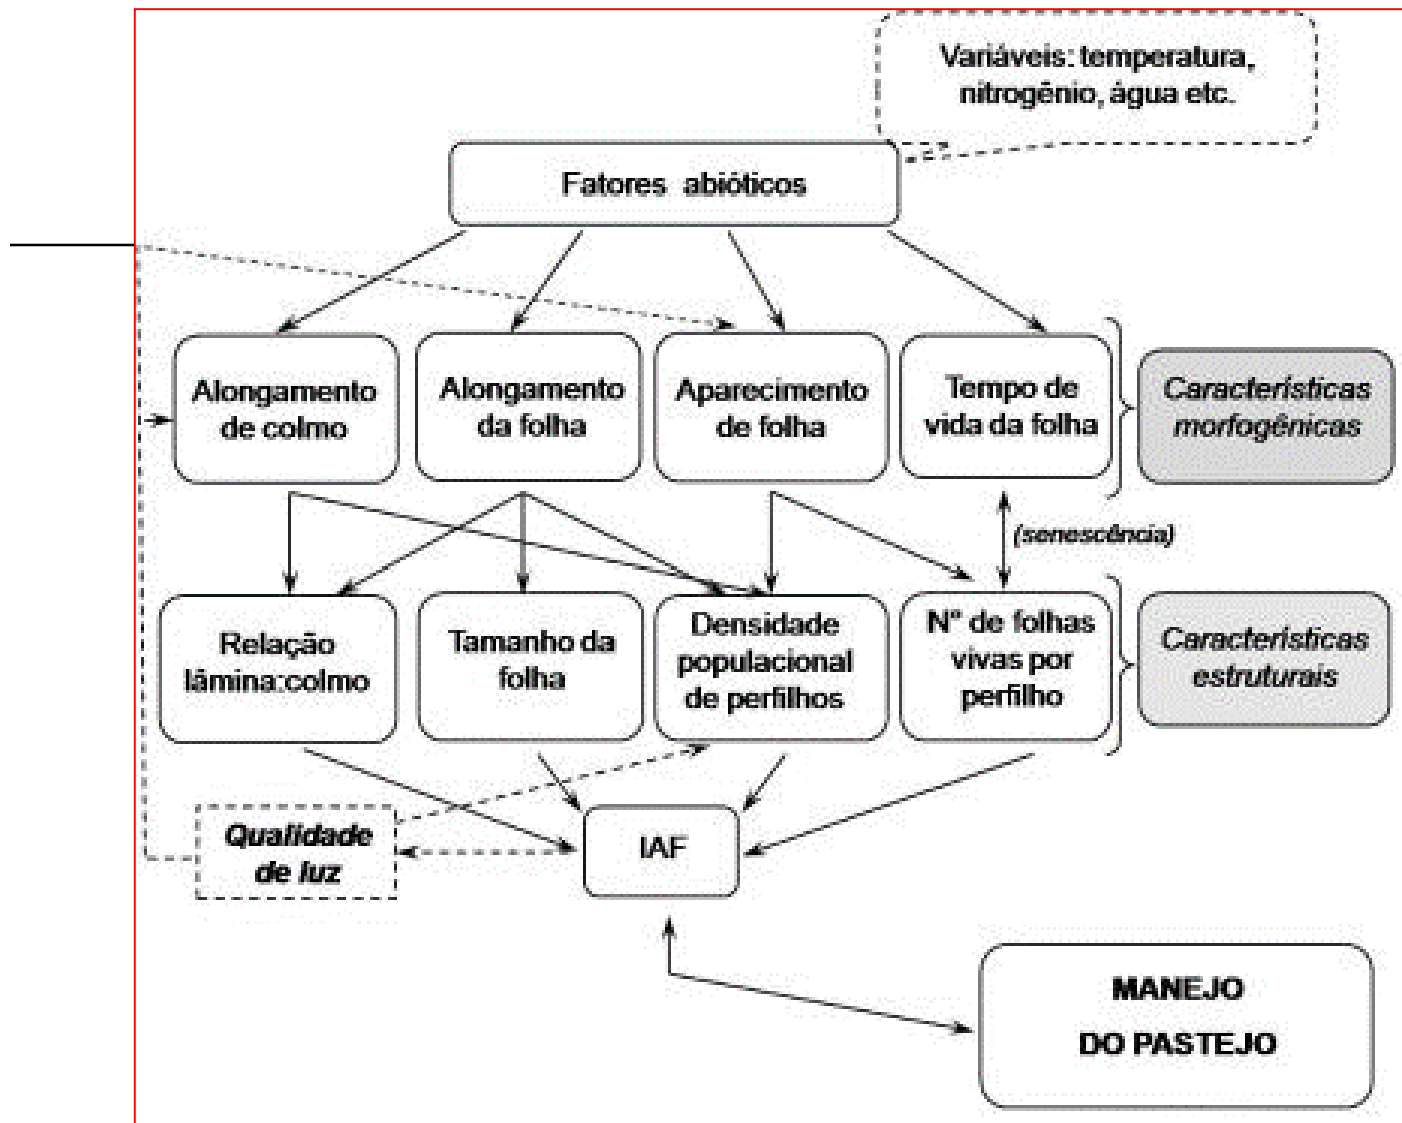 Variáveis: temperatura,
nitrogênio, água etc.
Fatores abióticos
Alongamento
de colmo
Alongamento
da folha
Aparecimento
de folha
Tempo de
vida da folha
Características
morfogênicas
(senescência)
Relação
lâmina:colmo
Tamanho da
folha
Densidade
populacional
de perfilhos
N° de folhas
vivas por
perfilho
Características
estruturais
Qualidade
de luz
IAF
MANEJO
DO PASTEJO